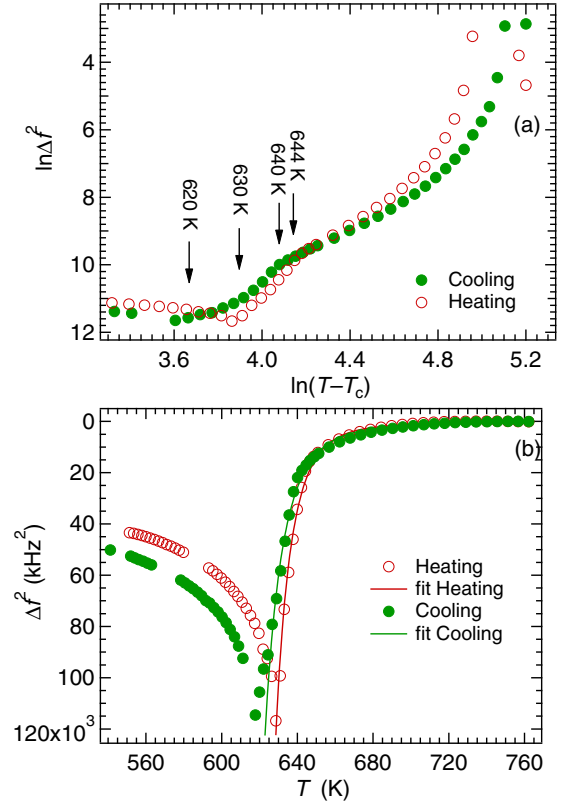 4
6
8
10
12
lnΔf²
(a)
620 K
630 K
640 K
644 K
Cooling
Heating
3.6 4.0 4.4 4.8 5.2
ln(T–Tc)
0
20
40
60
80
100
120x10³
Δf² (kHz²)
(b)
Heating
fit Heating
Cooling
fit Cooling
560 600 640 680 720 760
T (K)